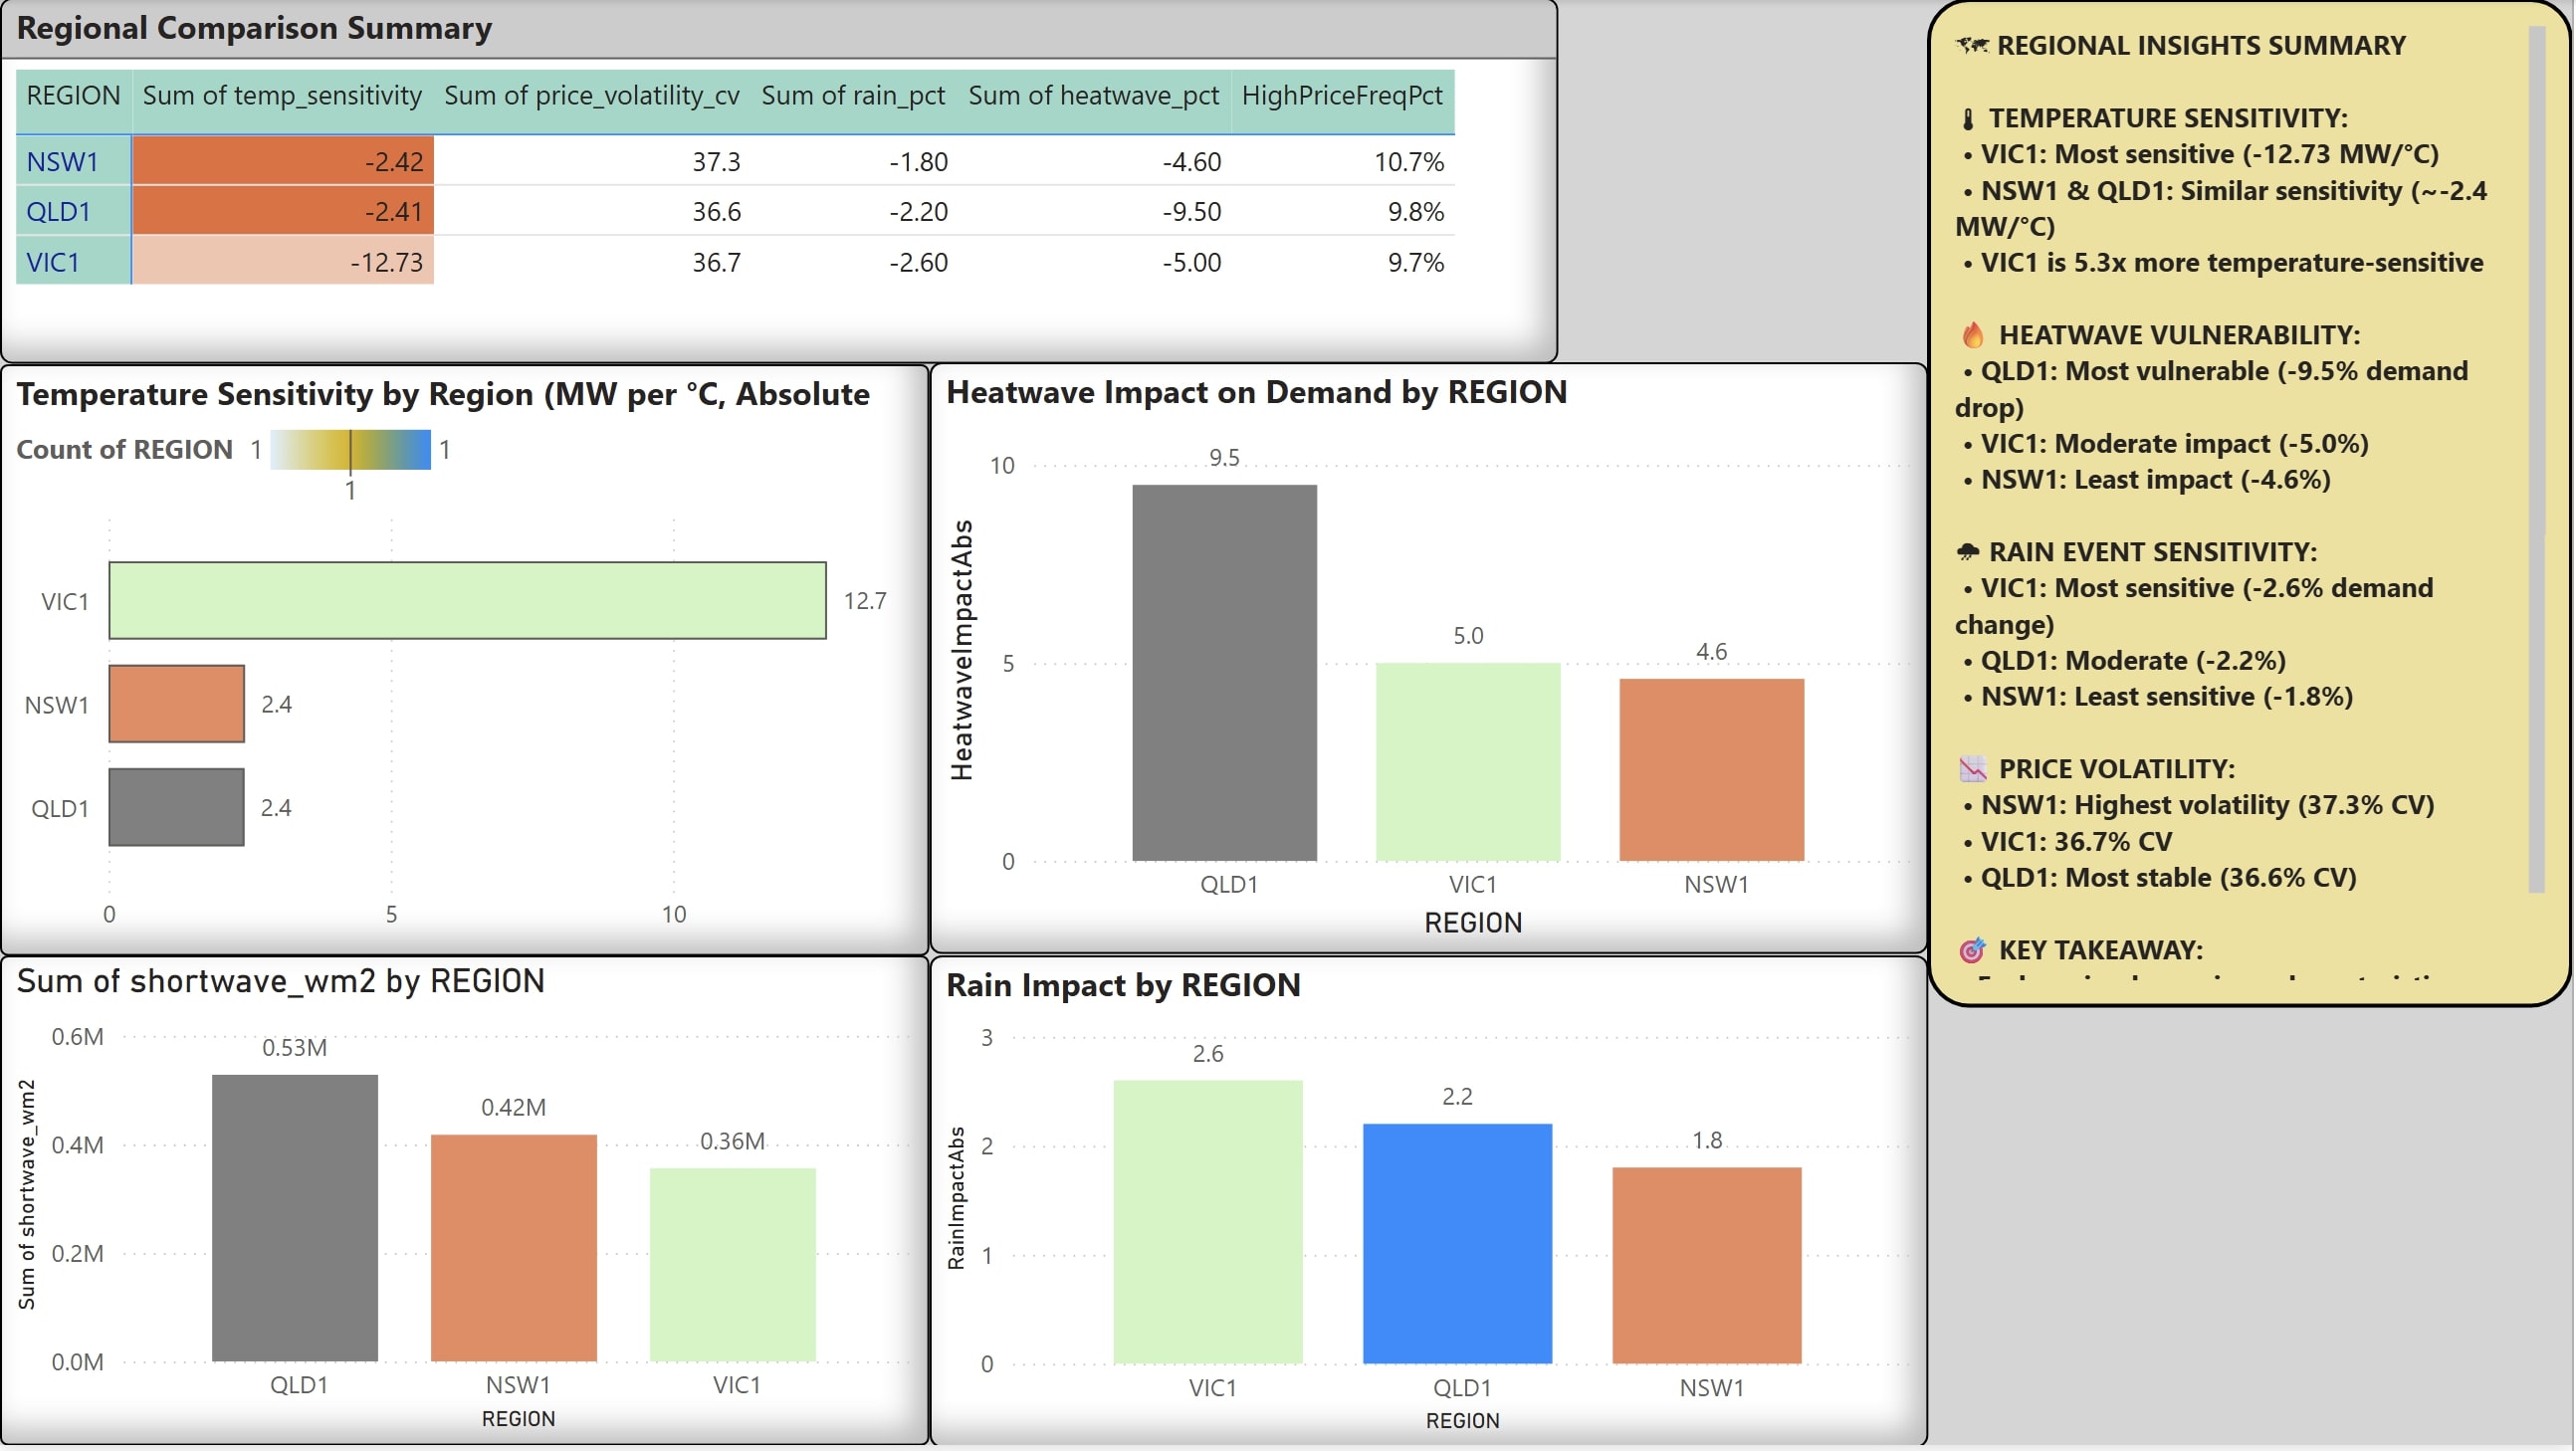 Regional Comparison Summary
REGION Sum of temp_sensitivity Sum of price_volatility_cv Sum of rain_pct Sum of heatwave_pct HighPriceFreqPct
NSW1 -2.42 37.3 -1.80 -4.60 10.7%
QLD1 -2.41 36.6 -2.20 -9.50 9.8%
VIC1 -12.73 36.7 -2.60 -5.00 9.7%
Temperature Sensitivity by Region (MW per °C, Absolute
Count of REGION 1 1
1
VIC1 12.7
NSW1 2.4
QLD1 2.4
0 5 10
Heatwave Impact on Demand by REGION
HeatwaveImpactAbs
10
5
0
9.5
5.0
4.6
QLD1 VIC1 NSW1
REGION
Sum of shortwave_wm2 by REGION
Sum of shortwave_wm2
0.6M
0.4M
0.2M
0.0M
0.53M
0.42M
0.36M
QLD1 NSW1 VIC1
REGION
Rain Impact by REGION
RainImpactAbs
3
2
1
0
2.6
2.2
1.8
VIC1 QLD1 NSW1
REGION
REGIONAL INSIGHTS SUMMARY
TEMPERATURE SENSITIVITY:
• VIC1: Most sensitive (-12.73 MW/°C)
• NSW1 & QLD1: Similar sensitivity (~-2.4
MW/°C)
• VIC1 is 5.3x more temperature-sensitive
HEATWAVE VULNERABILITY:
• QLD1: Most vulnerable (-9.5% demand
drop)
• VIC1: Moderate impact (-5.0%)
• NSW1: Least impact (-4.6%)
RAIN EVENT SENSITIVITY:
• VIC1: Most sensitive (-2.6% demand
change)
• QLD1: Moderate (-2.2%)
• NSW1: Least sensitive (-1.8%)
PRICE VOLATILITY:
• NSW1: Highest volatility (37.3% CV)
• VIC1: 36.7% CV
• QLD1: Most stable (36.6% CV)
KEY TAKEAWAY: